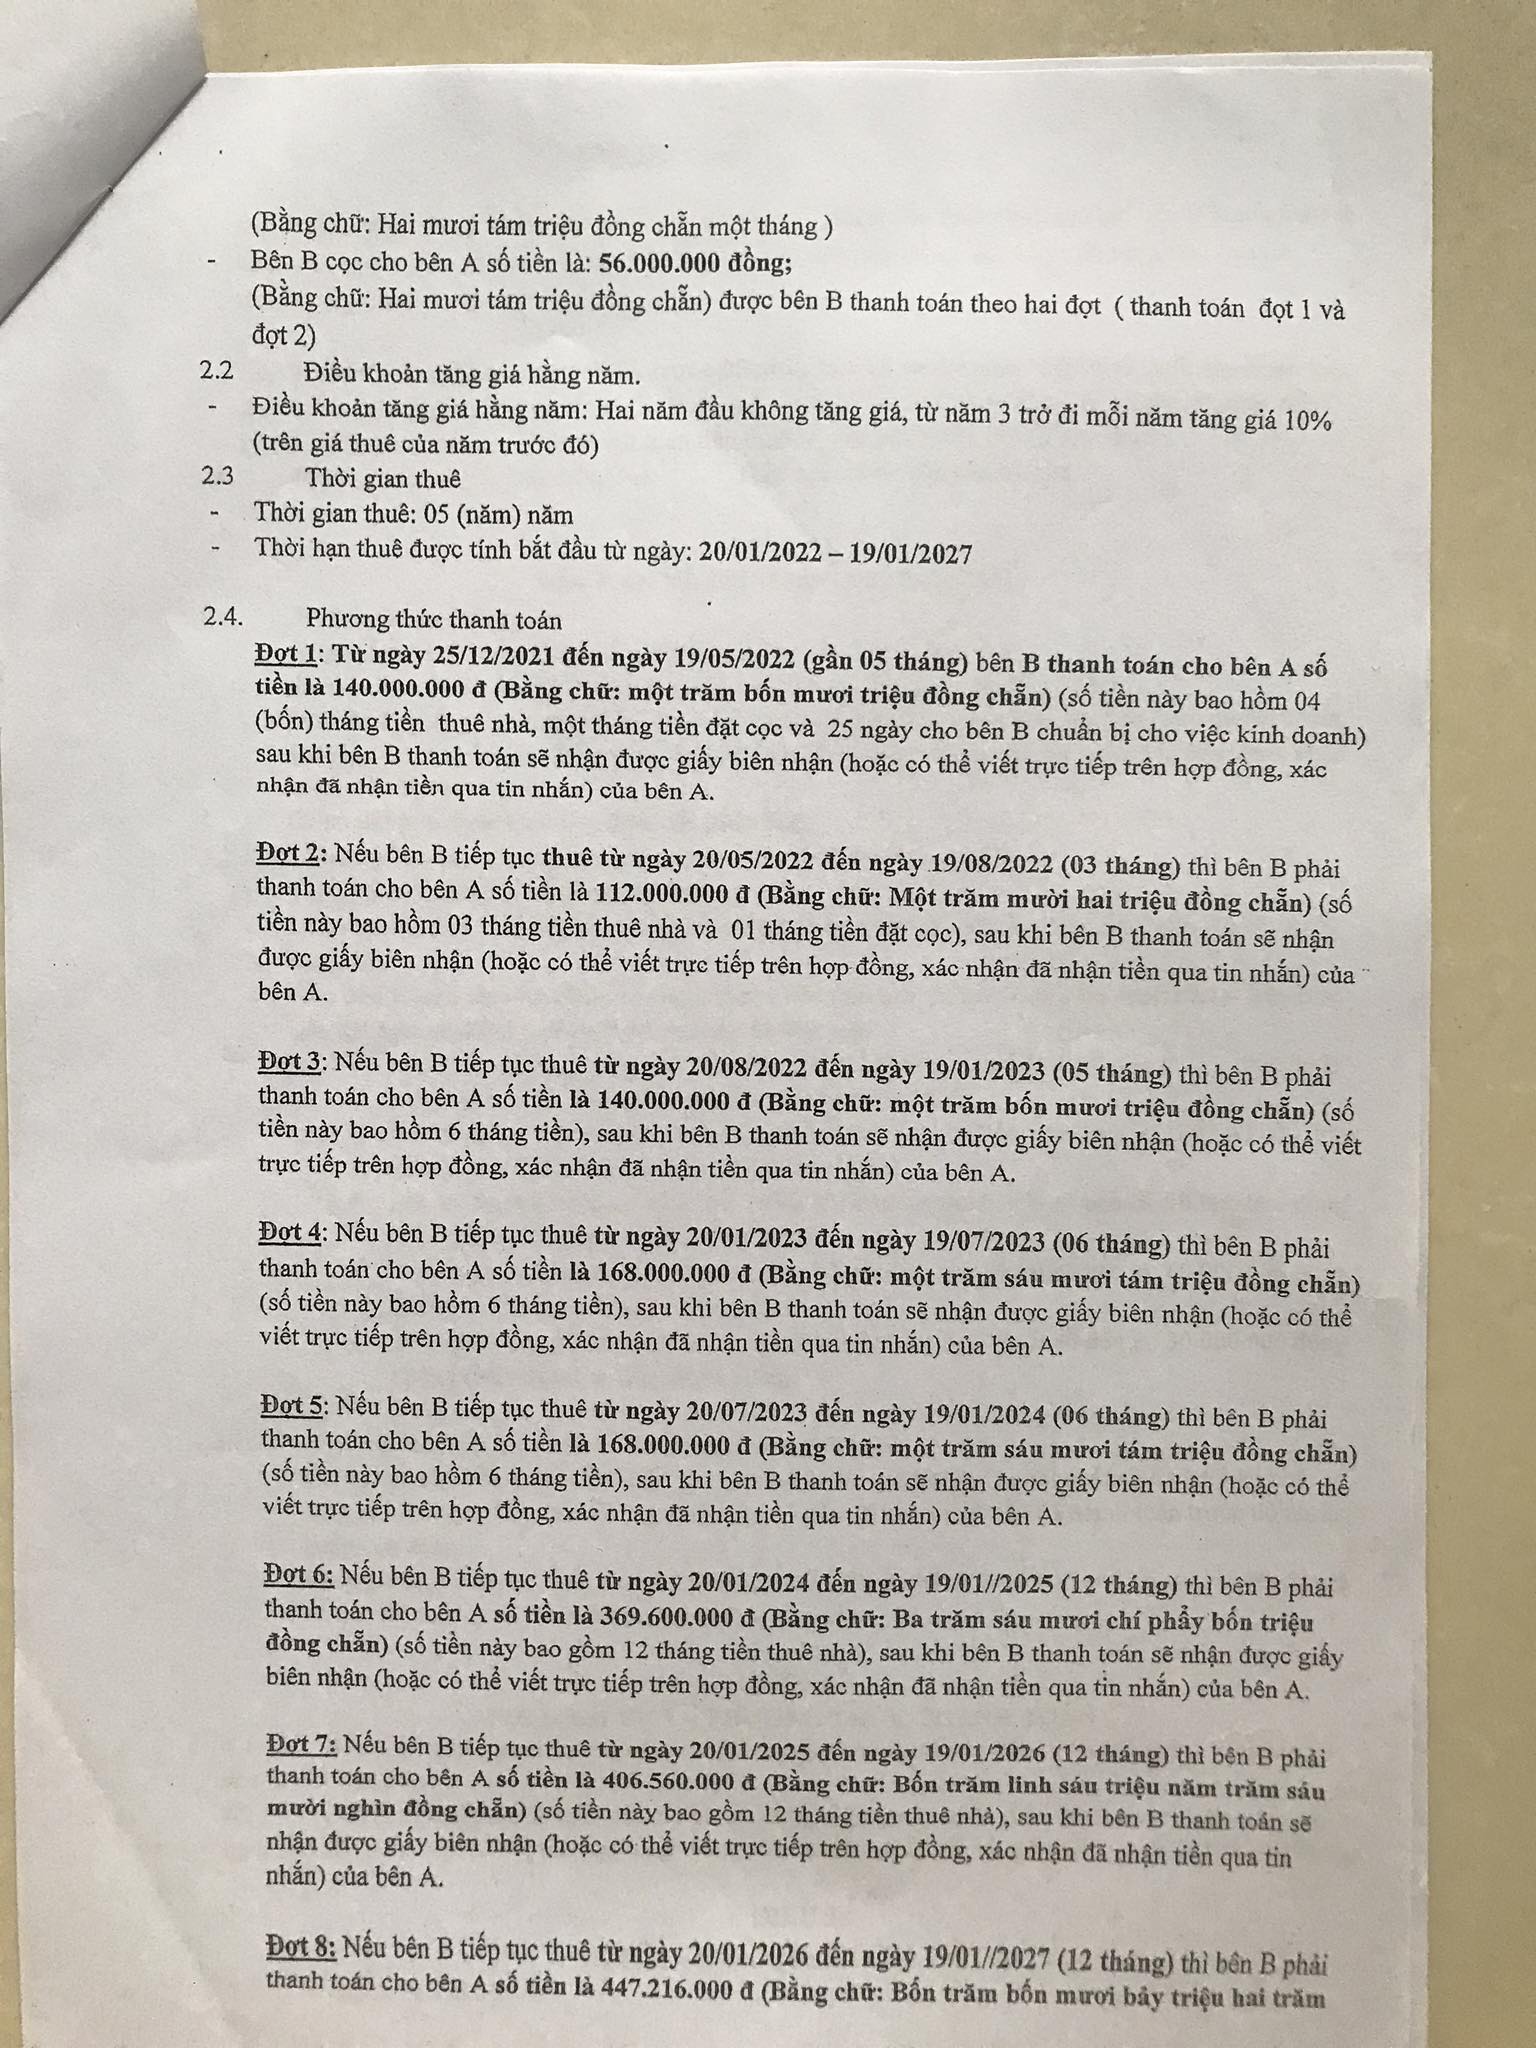 (Bằng chữ: Hai mươi tám triệu đồng chẵn một tháng )
- Bên B cọc cho bên A số tiền là: 56.000.000 đồng;
(Bằng chữ: Hai mươi tám triệu đồng chẵn) được bên B thanh toán theo hai đợt ( thanh toán đợt 1 và
đợt 2)
2.2 Điều khoản tăng giá hằng năm.
- Điều khoản tăng giá hằng năm: Hai năm đầu không tăng giá, từ năm 3 trở đi mỗi năm tăng giá 10%
(trên giá thuê của năm trước đó)
2.3 Thời gian thuê
- Thời gian thuê: 05 (năm) năm
- Thời hạn thuê được tính bắt đầu từ ngày: 20/01/2022 – 19/01/2027
2.4. Phương thức thanh toán
Đợt 1: Từ ngày 25/12/2021 đến ngày 19/05/2022 (gần 05 tháng) bên B thanh toán cho bên A số
tiền là 140.000.000 đ (Bằng chữ: một trăm bốn mươi triệu đồng chẵn) (số tiền này bao hồm 04
(bốn) tháng tiền thuê nhà, một tháng tiền đặt cọc và 25 ngày cho bên B chuẩn bị cho việc kinh doanh)
sau khi bên B thanh toán sẽ nhận được giấy biên nhận (hoặc có thể viết trực tiếp trên hợp đồng, xác
nhận đã nhận tiền qua tin nhắn) của bên A.
Đợt 2: Nếu bên B tiếp tục thuê từ ngày 20/05/2022 đến ngày 19/08/2022 (03 tháng) thì bên B phải
thanh toán cho bên A số tiền là 112.000.000 đ (Bằng chữ: Một trăm mười hai triệu đồng chẵn) (số
tiền này bao hồm 03 tháng tiền thuê nhà và 01 tháng tiền đặt cọc), sau khi bên B thanh toán sẽ nhận
được giấy biên nhận (hoặc có thể viết trực tiếp trên hợp đồng, xác nhận đã nhận tiền qua tin nhắn) của
bên A.
Đợt 3: Nếu bên B tiếp tục thuê từ ngày 20/08/2022 đến ngày 19/01/2023 (05 tháng) thì bên B phải
thanh toán cho bên A số tiền là 140.000.000 đ (Bằng chữ: một trăm bốn mươi triệu đồng chẵn) (số
tiền này bao hồm 6 tháng tiền), sau khi bên B thanh toán sẽ nhận được giấy biên nhận (hoặc có thể viết
trực tiếp trên hợp đồng, xác nhận đã nhận tiền qua tin nhắn) của bên A.
Đợt 4: Nếu bên B tiếp tục thuê từ ngày 20/01/2023 đến ngày 19/07/2023 (06 tháng) thì bên B phải
thanh toán cho bên A số tiền là 168.000.000 đ (Bằng chữ: một trăm sáu mươi tám triệu đồng chẵn)
(số tiền này bao hồm 6 tháng tiền), sau khi bên B thanh toán sẽ nhận được giấy biên nhận (hoặc có thể
viết trực tiếp trên hợp đồng, xác nhận đã nhận tiền qua tin nhắn) của bên A.
Đợt 5: Nếu bên B tiếp tục thuê từ ngày 20/07/2023 đến ngày 19/01/2024 (06 tháng) thì bên B phải
thanh toán cho bên A số tiền là 168.000.000 đ (Bằng chữ: một trăm sáu mươi tám triệu đồng chẵn)
(số tiền này bao hồm 6 tháng tiền), sau khi bên B thanh toán sẽ nhận được giấy biên nhận (hoặc có thể
viết trực tiếp trên hợp đồng, xác nhận đã nhận tiền qua tin nhắn) của bên A.
Đợt 6: Nếu bên B tiếp tục thuê từ ngày 20/01/2024 đến ngày 19/01//2025 (12 tháng) thì bên B phải
thanh toán cho bên A số tiền là 369.600.000 đ (Bằng chữ: Ba trăm sáu mươi chí phẩy bốn triệu
đồng chẵn) (số tiền này bao gồm 12 tháng tiền thuê nhà), sau khi bên B thanh toán sẽ nhận được giấy
biên nhận (hoặc có thể viết trực tiếp trên hợp đồng, xác nhận đã nhận tiền qua tin nhắn) của bên A.
Đợt 7: Nếu bên B tiếp tục thuê từ ngày 20/01/2025 đến ngày 19/01/2026 (12 tháng) thì bên B phải
thanh toán cho bên A số tiền là 406.560.000 đ (Bằng chữ: Bốn trăm linh sáu triệu năm trăm sáu
mười nghìn đồng chẵn) (số tiền này bao gồm 12 tháng tiền thuê nhà), sau khi bên B thanh toán sẽ
nhận được giấy biên nhận (hoặc có thể viết trực tiếp trên hợp đồng, xác nhận đã nhận tiền qua tin
nhắn) của bên A.
Đợt 8: Nếu bên B tiếp tục thuê từ ngày 20/01/2026 đến ngày 19/01//2027 (12 tháng) thì bên B phải
thanh toán cho bên A số tiền là 447.216.000 đ (Bằng chữ: Bốn trăm bốn mươi bảy triệu hai trăm